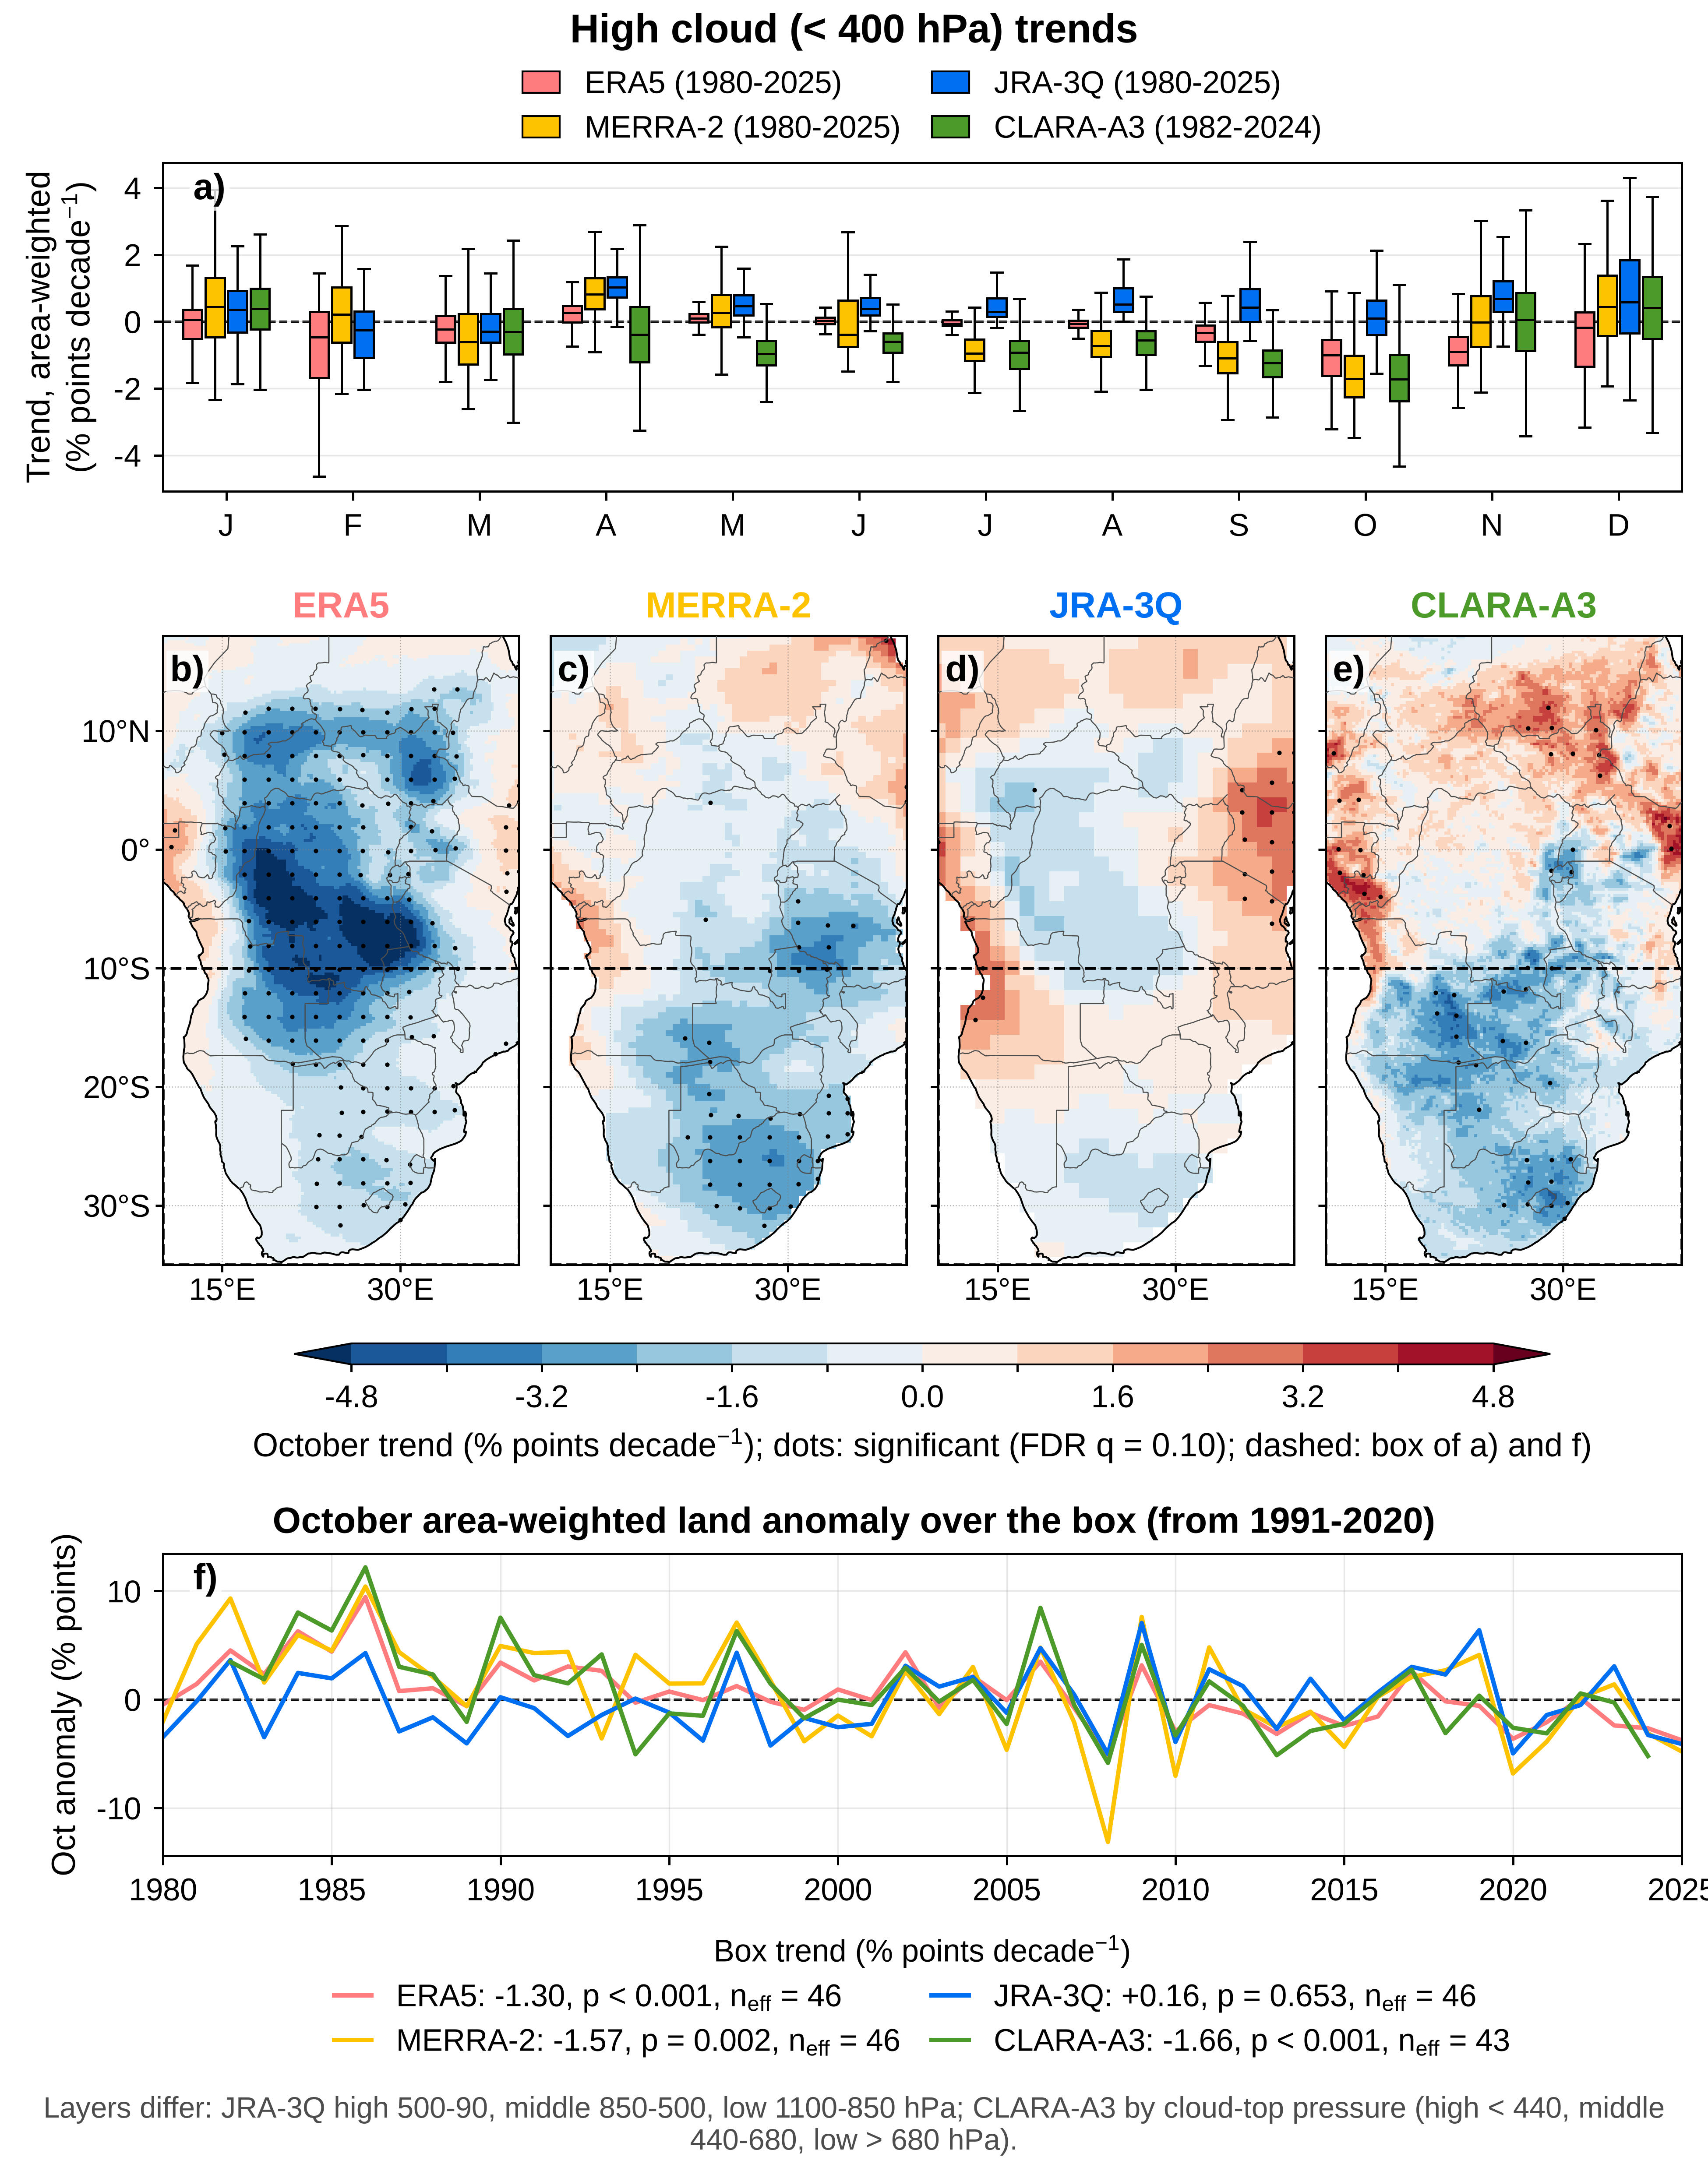 High cloud (< 400 hPa) trends
ERA5 (1980-2025)
JRA-3Q (1980-2025)
MERRA-2 (1980-2025)
CLARA-A3 (1982-2024)
Trend, area-weighted
(% points decade⁻¹)
a)
4
2
0
-2
-4
J F M A M J J A S O N D
ERA5
MERRA-2
JRA-3Q
CLARA-A3
b)
c)
d)
e)
10°N
0°
10°S
20°S
30°S
15°E 30°E 15°E 30°E 15°E 30°E 15°E 30°E
-4.8 -3.2 -1.6 0.0 1.6 3.2 4.8
October trend (% points decade⁻¹); dots: significant (FDR q = 0.10); dashed: box of a) and f)
October area-weighted land anomaly over the box (from 1991-2020)
Oct anomaly (% points)
f)
10
0
-10
1980 1985 1990 1995 2000 2005 2010 2015 2020 2025
Box trend (% points decade⁻¹)
ERA5: -1.30, p < 0.001, n_eff = 46
JRA-3Q: +0.16, p = 0.653, n_eff = 46
MERRA-2: -1.57, p = 0.002, n_eff = 46
CLARA-A3: -1.66, p < 0.001, n_eff = 43
Layers differ: JRA-3Q high 500-90, middle 850-500, low 1100-850 hPa; CLARA-A3 by cloud-top pressure (high < 440, middle
440-680, low > 680 hPa).